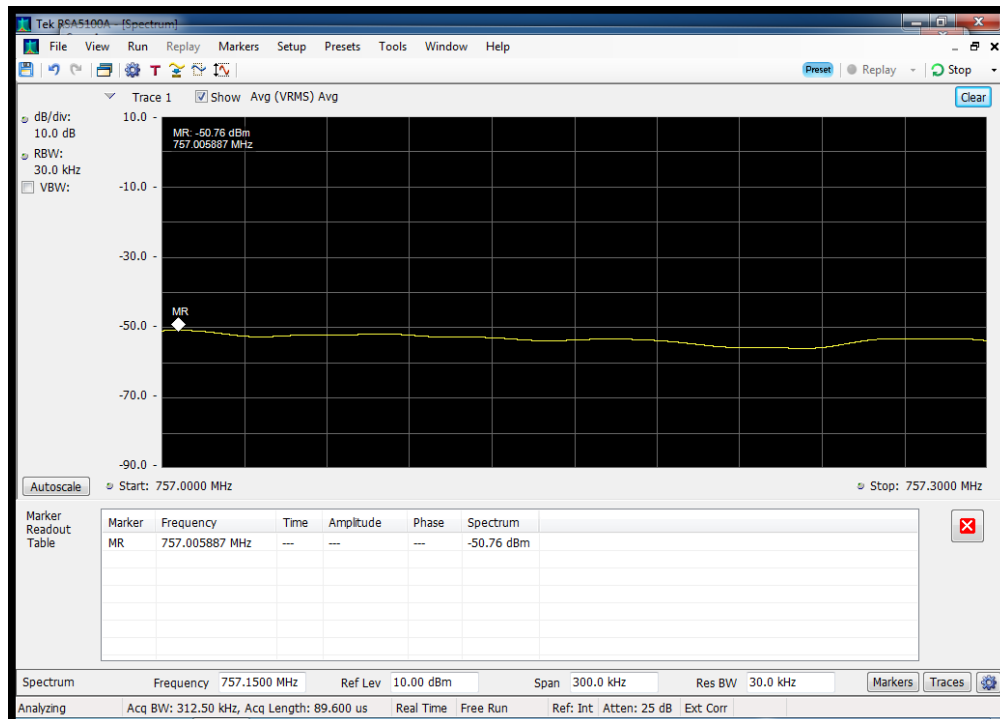 Tek RSA5100A - [Spectrum]
File View Run Replay Markers Setup Presets Tools Window Help
T Preset Replay Stop
Trace 1 Show Avg (VRMS) Avg Clear
dB/div:
10.0 dB
RBW:
30.0 kHz
VBW:
10.0
-10.0
-30.0
-50.0
-70.0
-90.0
MR: -50.76 dBm
757.005887 MHz
MR
Autoscale Start: 757.0000 MHz Stop: 757.3000 MHz
Marker
Readout
Table
Marker Frequency Time Amplitude Phase Spectrum
MR 757.005887 MHz --- --- --- -50.76 dBm
Spectrum Frequency 757.1500 MHz Ref Lev 10.00 dBm Span 300.0 kHz Res BW 30.0 kHz Markers Traces
Analyzing Acq BW: 312.50 kHz, Acq Length: 89.600 us Real Time Free Run Ref: Int Atten: 25 dB Ext Corr